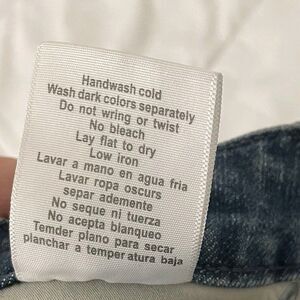 Handwash cold
Wash dark colors separately
Do not wring or twist
No bleach
Lay flat to dry
Low iron
Lavar a mano en agua fria
Lavar ropa oscurs
separ ademente
No seque ni tuerza
No acepta blanqueo
Temder plano para secar
planchar a temper atura baja